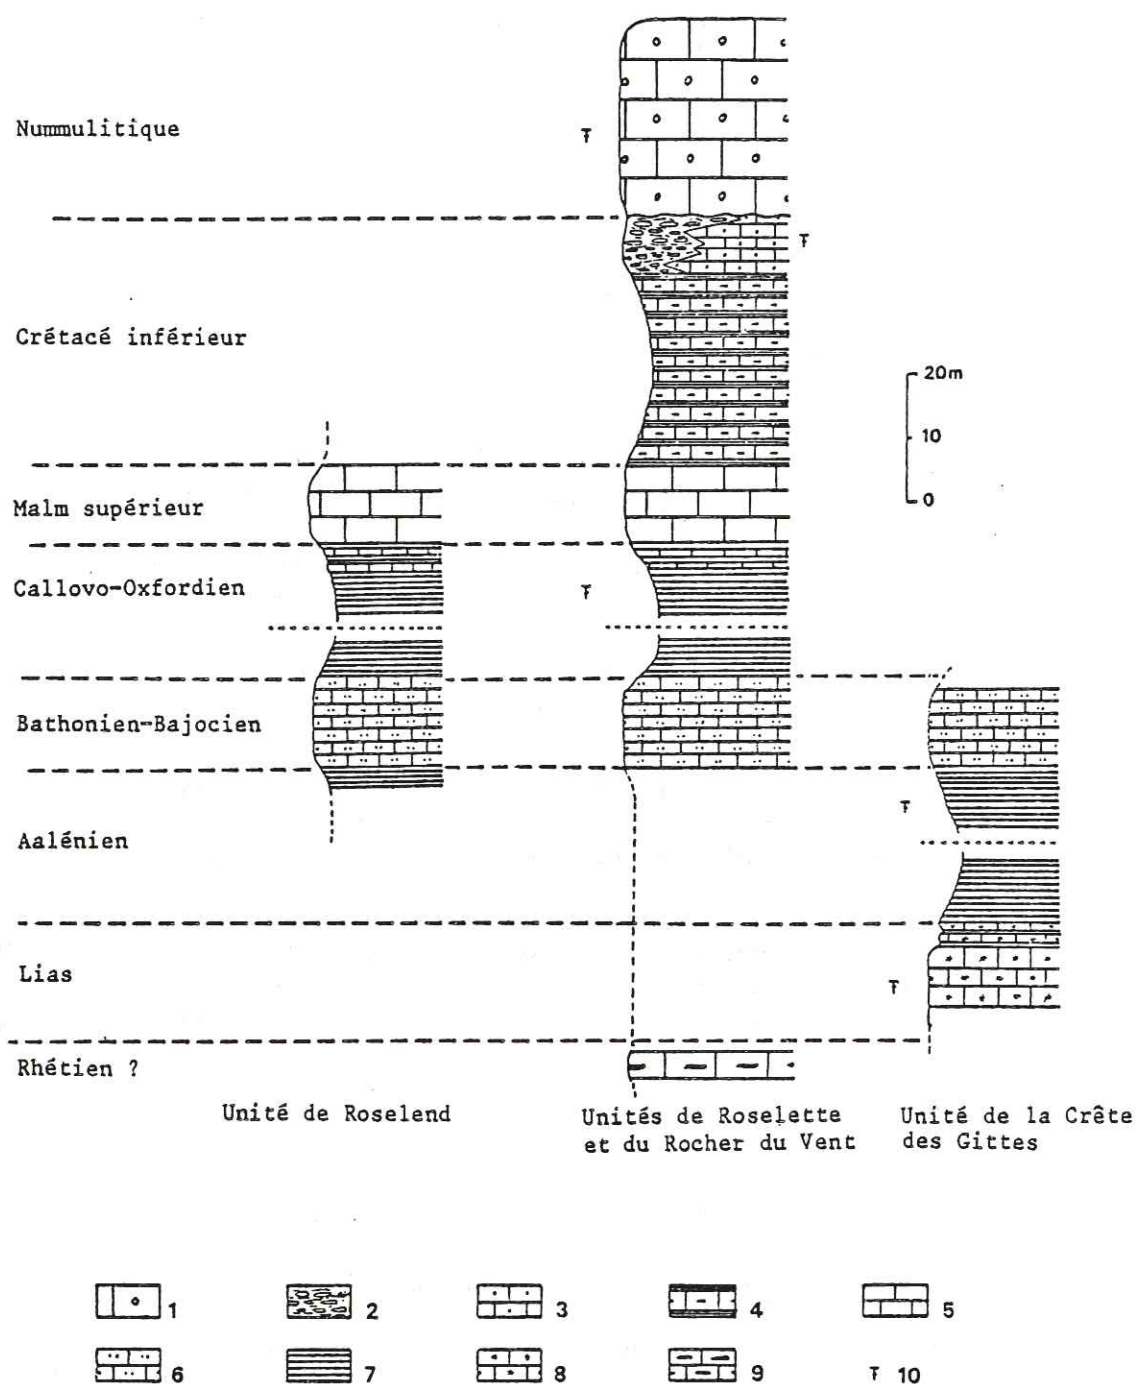 Nummulitique
Crétacé inférieur
20m
10
0
Malm supérieur
Callovo-Oxfordien
Bathonien-Bajocien
Aalénien
Lias
Rhétien ?
Unité de Roselend
Unités de Roselette
et du Rocher du Vent
Unité de la Crête
des Gittes
1
2
3
4
5
6
7
8
9
10